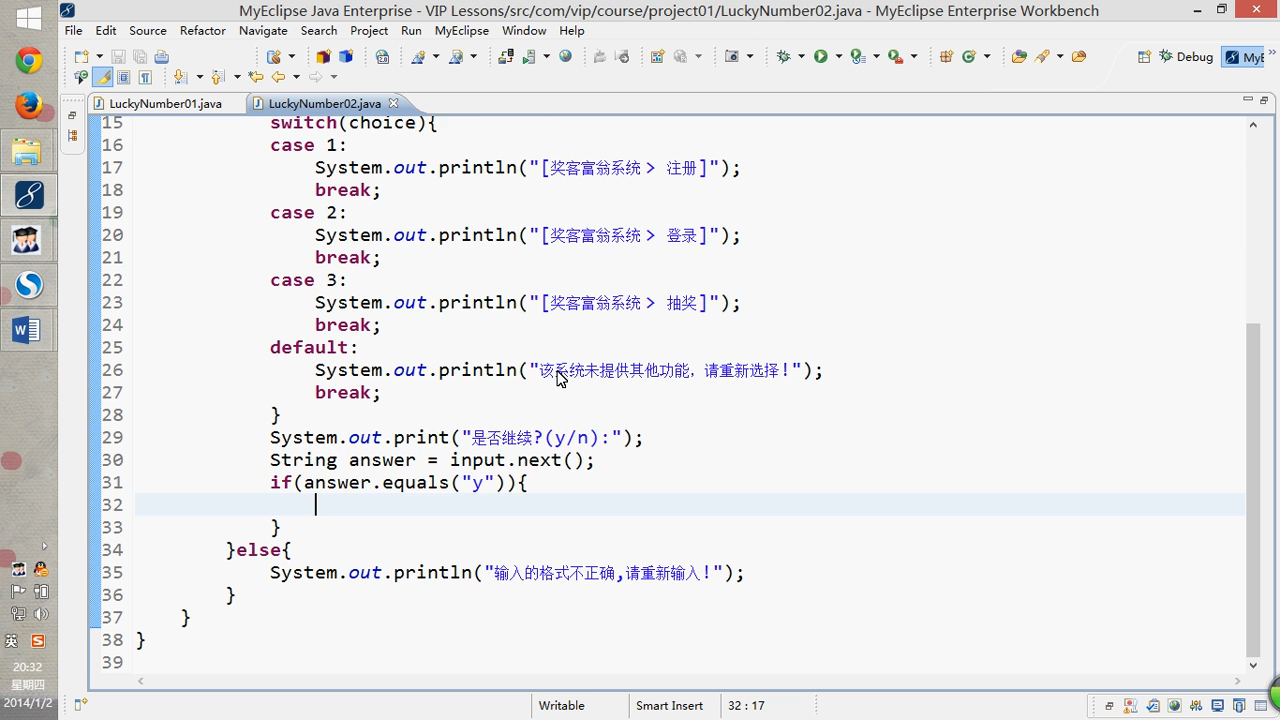 MyEclipse Java Enterprise - VIP Lessons/src/com/vip/course/project01/LuckyNumber02.java - MyEclipse Enterprise Workbench
File Edit Source Refactor Navigate Search Project Run MyEclipse Window Help
Debug MyE
LuckyNumber01.java LuckyNumber02.java
15 switch(choice){
16 case 1:
17 System.out.println("[奖客富翁系统 > 注册]");
18 break;
19 case 2:
20 System.out.println("[奖客富翁系统 > 登录]");
21 break;
22 case 3:
23 System.out.println("[奖客富翁系统 > 抽奖]");
24 break;
25 default:
26 System.out.println("该系统未提供其他功能，请重新选择!");
27 break;
28 }
29 System.out.print("是否继续?(y/n):");
30 String answer = input.next();
31 if(answer.equals("y")){
32
33 }
34 }else{
35 System.out.println("输入的格式不正确,请重新输入!");
36 }
37 }
38 }
39
英
20:32
星期四
2014/1/2
Writable Smart Insert 32 : 17